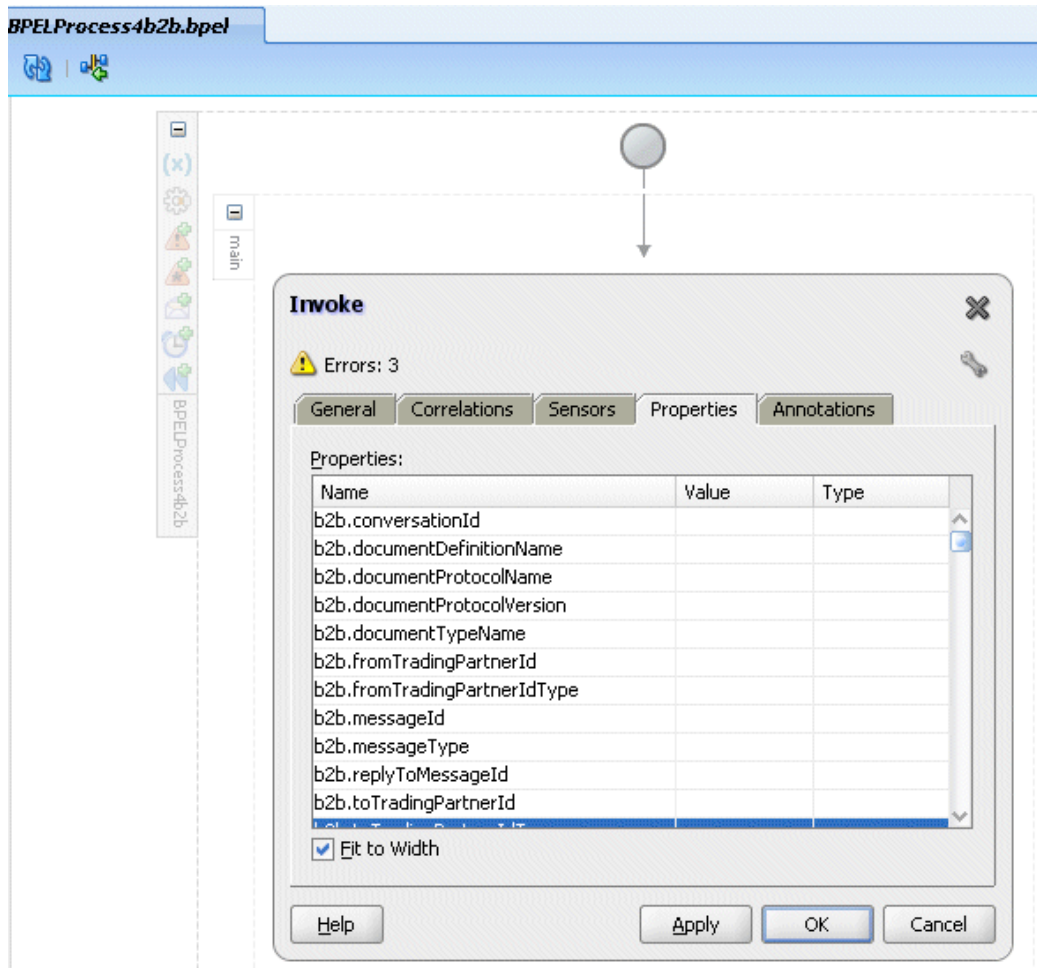 BPELProcess4b2b.bpel
(x)
main
BPELProcess4b2b
Invoke
Errors: 3
General Correlations Sensors Properties Annotations
Properties:
Name Value Type
b2b.conversationId
b2b.documentDefinitionName
b2b.documentProtocolName
b2b.documentProtocolVersion
b2b.documentTypeName
b2b.fromTradingPartnerId
b2b.fromTradingPartnerIdType
b2b.messageId
b2b.messageType
b2b.replyToMessageId
b2b.toTradingPartnerId
Fit to Width
Help Apply OK Cancel